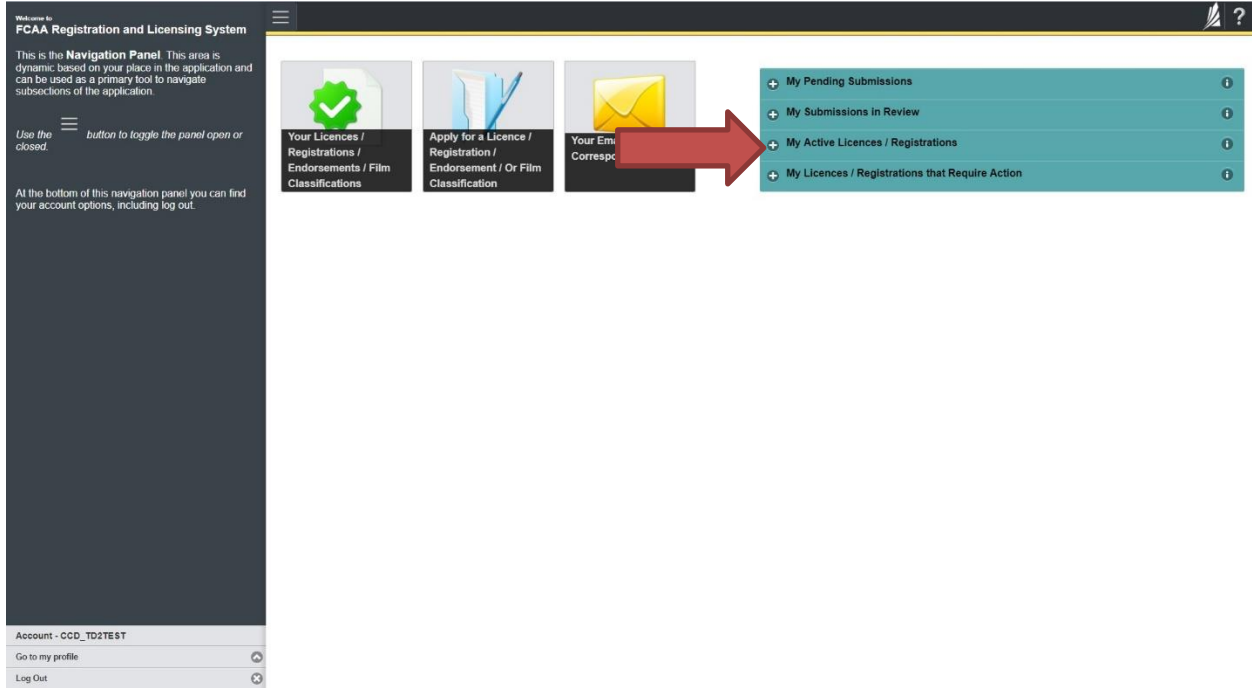 Welcome to
FCAA Registration and Licensing System
This is the Navigation Panel. This area is
dynamic based on your place in the application and
can be used as a primary tool to navigate
subsections of the application.
Use the button to toggle the panel open or
closed.
At the bottom of this navigation panel you can find
your account options, including log out.
Account - CCD_TD2TEST
Go to my profile
Log Out
?
Your Licences /
Registrations /
Endorsements / Film
Classifications
Apply for a Licence /
Registration /
Endorsement / Or Film
Classification
Your
My Pending Submissions
My Submissions in Review
My Active Licences / Registrations
My Licences / Registrations that Require Action